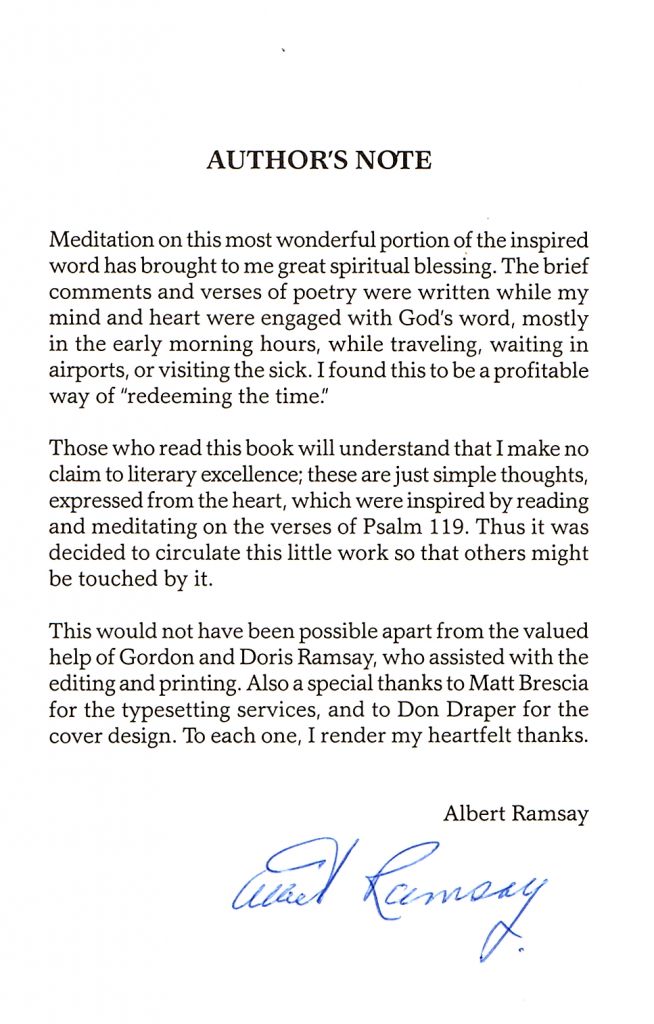 AUTHOR'S NOTE
Meditation on this most wonderful portion of the inspired
word has brought to me great spiritual blessing. The brief
comments and verses of poetry were written while my
mind and heart were engaged with God's word, mostly
in the early morning hours, while traveling, waiting in
airports, or visiting the sick. I found this to be a profitable
way of "redeeming the time."
Those who read this book will understand that I make no
claim to literary excellence; these are just simple thoughts,
expressed from the heart, which were inspired by reading
and meditating on the verses of Psalm 119. Thus it was
decided to circulate this little work so that others might
be touched by it.
This would not have been possible apart from the valued
help of Gordon and Doris Ramsay, who assisted with the
editing and printing. Also a special thanks to Matt Brescia
for the typesetting services, and to Don Draper for the
cover design. To each one, I render my heartfelt thanks.
Albert Ramsay
Albert Ramsay